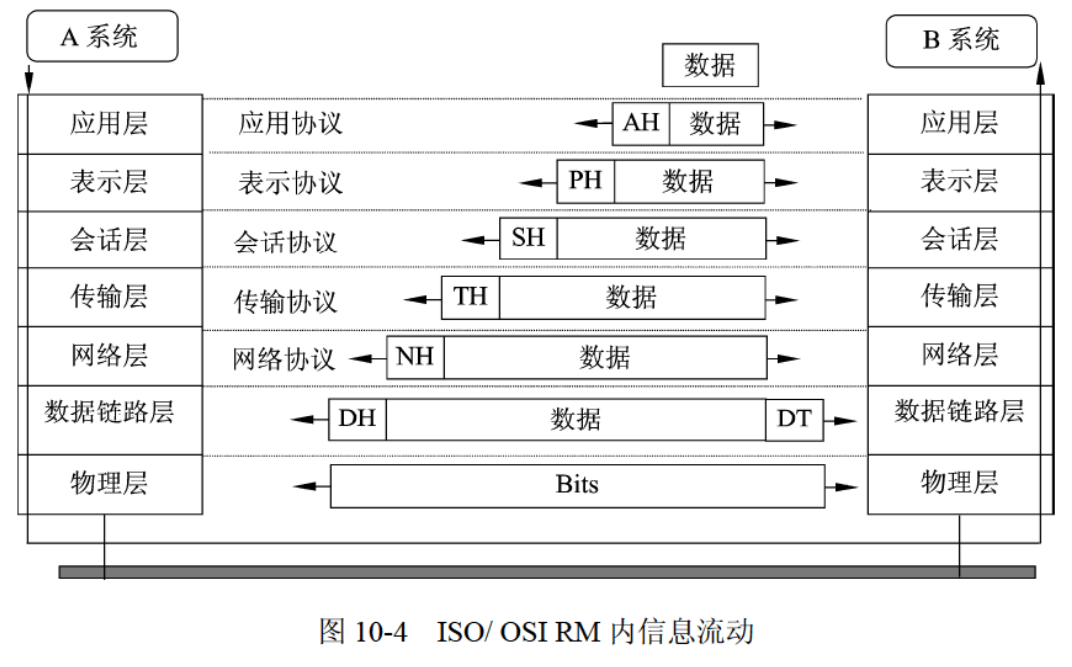 A 系统 B 系统
数据
应用层 应用协议 AH 数据 应用层
表示层 表示协议 PH 数据 表示层
会话层 会话协议 SH 数据 会话层
传输层 传输协议 TH 数据 传输层
网络层 网络协议 NH 数据 网络层
数据链路层 DH 数据 DT 数据链路层
物理层 Bits 物理层
图 10-4 ISO/ OSI RM 内信息流动